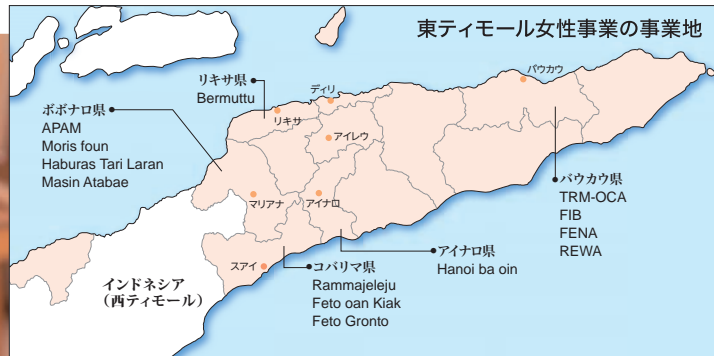 東ティモール女性事業の事業地
リキサ県
Bermuttu
ボボナロ県
APAM
Moris foun
Haburas Tari Laran
Masin Atabae
ディリ
リキサ
アイレウ
バウカウ
マリアナ
アイナロ
スアイ
バウカウ県
TRM-OCA
FIB
FENA
REWA
アイナロ県
Hanoi ba oin
コバリマ県
Rammajeleju
Feto oan Kiak
Feto Gronto
インドネシア
（西ティモール）